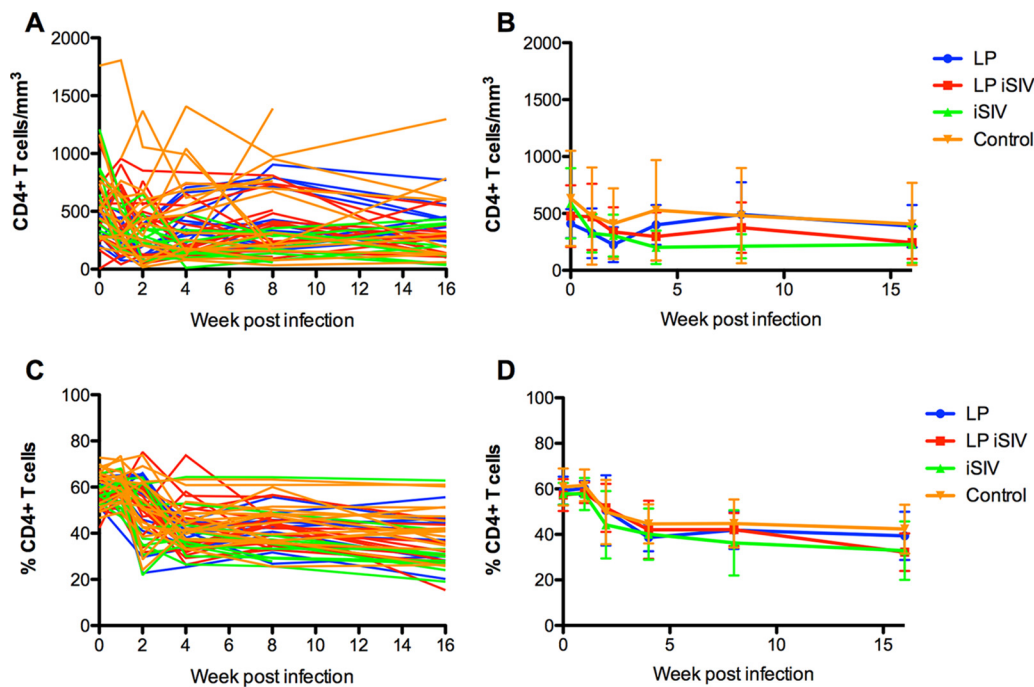 A
2000
1500
1000
500
0
CD4+ T cells/mm³
0 2 4 6 8 10 12 14 16
Week post infection
B
2000
1500
1000
500
0
CD4+ T cells/mm³
0 5 10 15
Week post infection
LP
LP iSIV
iSIV
Control
C
100
80
60
40
20
0
% CD4+ T cells
0 2 4 6 8 10 12 14 16
Week post infection
D
100
80
60
40
20
0
% CD4+ T cells
0 5 10 15
Week post infection
LP
LP iSIV
iSIV
Control